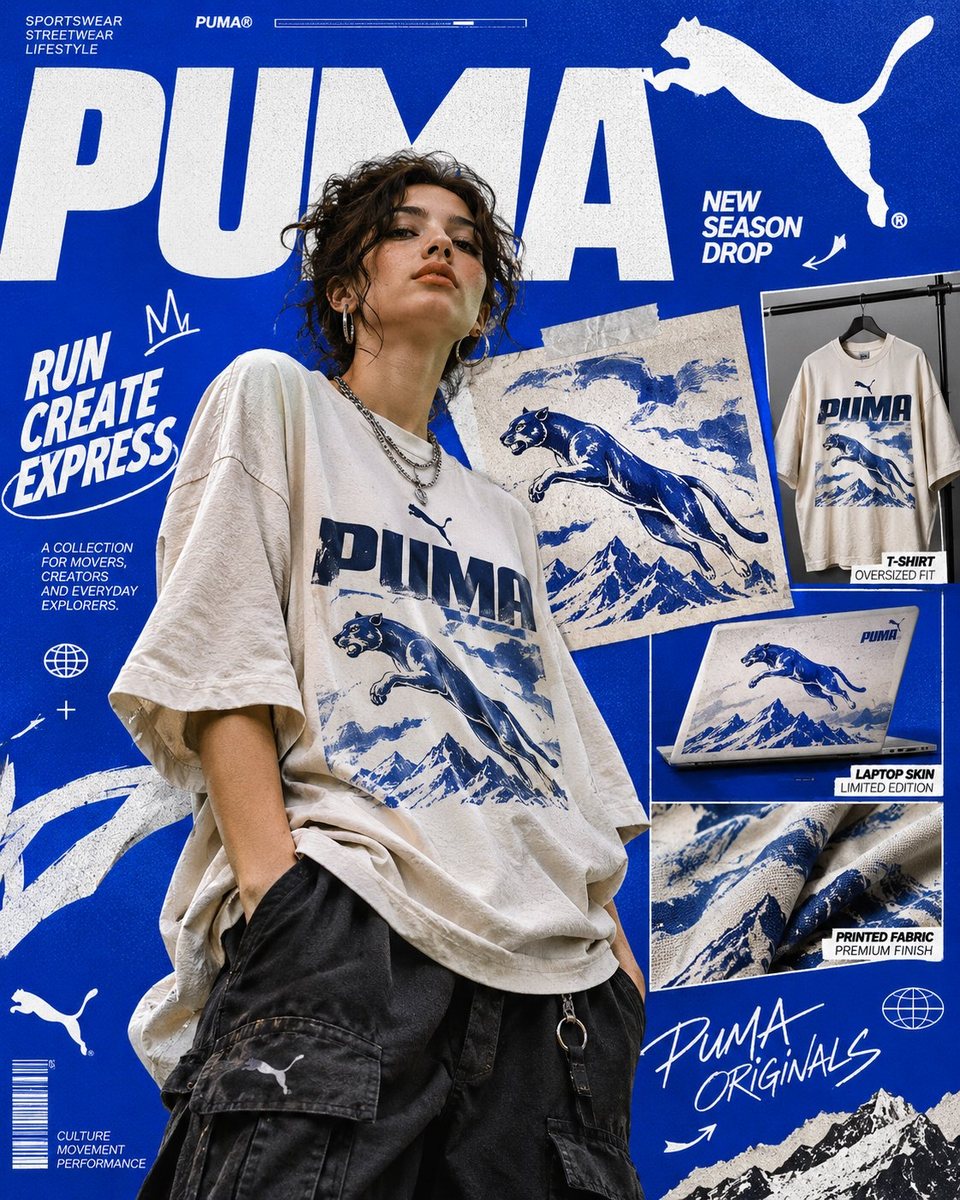 SPORTSWEAR
STREETWEAR
LIFESTYLE
PUMA®
PUMA
®
NEW
SEASON
DROP
RUN
CREATE
EXPRESS
A COLLECTION
FOR MOVERS,
CREATORS
AND EVERYDAY
EXPLORERS.
PUMA
PUMA
T-SHIRT
OVERSIZED FIT
PUMA
LAPTOP SKIN
LIMITED EDITION
PRINTED FABRIC
PREMIUM FINISH
PUMA
ORiGiNALS
®
CULTURE
MOVEMENT
PERFORMANCE